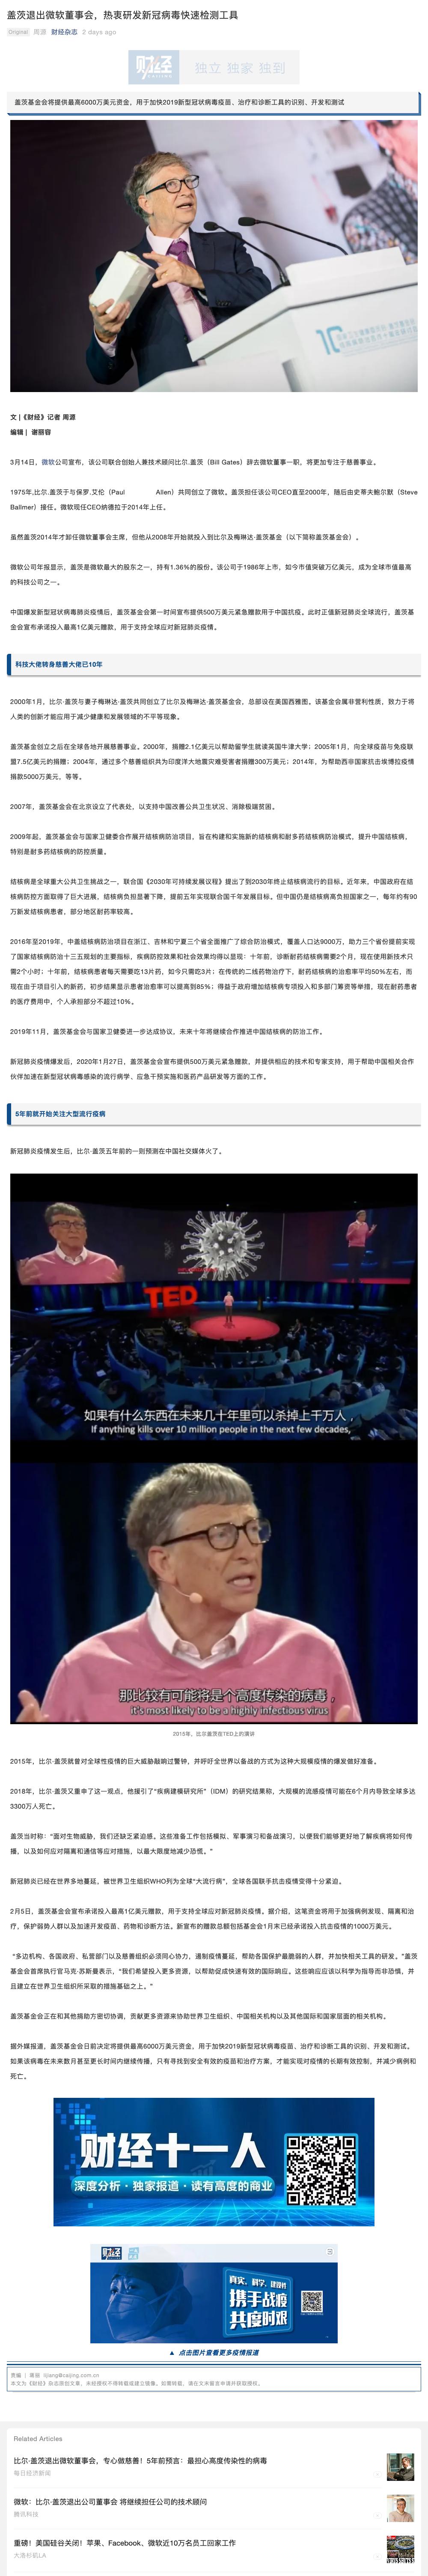 盖茨退出微软董事会，热衷研发新冠病毒快速检测工具
Original 周源 财经杂志 2 days ago
财经 独立 独家 独到
盖茨基金会将提供最高6000万美元资金，用于加快2019新型冠状病毒疫苗、治疗和诊断工具的识别、开发和测试
文 |《财经》记者 周源
编辑 | 谢丽容
3月14日，微软公司宣布，该公司联合创始人兼技术顾问比尔.盖茨（Bill Gates）辞去微软董事一职，将更加专注于慈善事业。
1975年,比尔.盖茨于与保罗.艾伦（Paul Allen）共同创立了微软。盖茨担任该公司CEO直至2000年，随后由史蒂夫鲍尔默（Steve
Ballmer）接任。微软现任CEO纳德拉于2014年上任。
虽然盖茨2014年才卸任微软董事会主席，但他从2008年开始就投入到比尔及梅琳达·盖茨基金会（以下简称盖茨基金会）。
微软公司年报显示，盖茨是微软最大的股东之一，持有1.36%的股份。该公司于1986年上市，如今市值突破万亿美元，成为全球市值最高
的科技公司之一。
中国爆发新型冠状病毒肺炎疫情后，盖茨基金会第一时间宣布提供500万美元紧急赠款用于中国抗疫。此时正值新冠肺炎全球流行，盖茨基
金会宣布承诺投入最高1亿美元赠款，用于支持全球应对新冠肺炎疫情。
科技大佬转身慈善大佬已10年
2000年1月，比尔·盖茨与妻子梅琳达·盖茨共同创立了比尔及梅琳达·盖茨基金会，总部设在美国西雅图。该基金会属非营利性质，致力于将
人类的创新才能应用于减少健康和发展领域的不平等现象。
盖茨基金创立之后在全球各地开展慈善事业。2000年，捐赠2.1亿美元以帮助留学生就读英国牛津大学；2005年1月，向全球疫苗与免疫联
盟7.5亿美元的捐赠；2004年，通过多个慈善组织共为印度洋大地震灾难受害者捐赠300万美元；2014年，为帮助西非国家抗击埃博拉疫情
捐款5000万美元，等等。
2007年，盖茨基金会在北京设立了代表处，以支持中国改善公共卫生状况、消除极端贫困。
2009年起，盖茨基金会与国家卫健委合作展开结核病防治项目，旨在构建和实施新的结核病和耐多药结核病防治模式，提升中国结核病，
特别是耐多药结核病的防控质量。
结核病是全球重大公共卫生挑战之一，联合国《2030年可持续发展议程》提出了到2030年终止结核病流行的目标。近年来，中国政府在结
核病防控方面取得了巨大进展，结核病负担显著下降，提前五年实现联合国千年发展目标。但中国仍是结核病高负担国家之一，每年约有90
万新发结核病患者，部分地区耐药率较高。
2016年至2019年，中盖结核病防治项目在浙江、吉林和宁夏三个省全面推广了综合防治模式，覆盖人口达9000万，助力三个省份提前实现
了国家结核病防治十三五规划的主要指标，疾病防控效果和社会效果均得以显现：十年前，诊断耐药结核病需要2个月，现在使用新技术只
需2个小时；十年前，结核病患者每天需要吃13片药，如今只需吃3片；在传统的二线药物治疗下，耐药结核病的治愈率平均50%左右，而
现在由于项目引入的新药，初步结果显示患者治愈率可以提高到85%；得益于政府增加结核病专项投入和多部门筹资等举措，现在耐药患者
的医疗费用中，个人承担部分不超过10%。
2019年11月，盖茨基金会与国家卫健委进一步达成协议，未来十年将继续合作推进中国结核病的防治工作。
新冠肺炎疫情爆发后，2020年1月27日，盖茨基金会宣布提供500万美元紧急赠款，并提供相应的技术和专家支持，用于帮助中国相关合作
伙伴加速在新型冠状病毒感染的流行病学、应急干预实施和医药产品研发等方面的工作。
5年前就开始关注大型流行疫病
新冠肺炎疫情发生后，比尔·盖茨五年前的一则预测在中国社交媒体火了。
TED
如果有什么东西在未来几十年里可以杀掉上千万人，
If anything kills over 10 million people in the next few decades,
那比较有可能将是个高度传染的病毒，
it's most likely to be a highly infectious virus
2015年，比尔盖茨在TED上的演讲
2015年，比尔·盖茨就曾对全球性疫情的巨大威胁敲响过警钟，并呼吁全世界以备战的方式为这种大规模疫情的爆发做好准备。
2018年，比尔·盖茨又重申了这一观点，他援引了“疾病建模研究所”（IDM）的研究结果称，大规模的流感疫情可能在6个月内导致全球多达
3300万人死亡。
盖茨当时称：“面对生物威胁，我们还缺乏紧迫感。这些准备工作包括模拟、军事演习和备战演习，以便我们能够更好地了解疾病将如何传
播，以及如何应对隔离和通信等应对措施，以最大限度地减少恐慌。”
新冠肺炎已经在世界多地蔓延，被世界卫生组织WHO列为全球“大流行病”，全球各国联手抗击疫情变得十分紧迫。
2月5日，盖茨基金会宣布承诺投入最高1亿美元赠款，用于支持全球应对新冠肺炎疫情。据介绍，这笔资金将用于加强病例发现、隔离和治
疗，保护弱势人群以及加速开发疫苗、药物和诊断方法。新宣布的赠款总额包括基金会1月末已经承诺投入抗击疫情的1000万美元。
“多边机构、各国政府、私营部门以及慈善组织必须同心协力，遏制疫情蔓延，帮助各国保护最脆弱的人群，并加快相关工具的研发。”盖茨
基金会首席执行官马克·苏斯曼表示，“我们希望投入更多资源，以帮助促成快速有效的国际响应。这些响应应该以科学为指导而非恐惧，并
且建立在世界卫生组织所采取的措施基础之上。”
盖茨基金会正在和其他捐助方密切协调，贡献更多资源来协助世界卫生组织、中国相关机构以及其他国际和国家层面的相关机构。
据外媒报道，盖茨基金会日前决定将提供最高6000万美元资金，用于加快2019新型冠状病毒疫苗、治疗和诊断工具的识别、开发和测试。
如果该病毒在未来数月甚至更长时间内继续传播，只有寻找到安全有效的疫苗和治疗方案，才能实现对疫情的长期有效控制，并减少病例和
死亡。
财经十一人
深度分析·独家报道·读有高度的商业
财经
真实、科学、建设性
携手战疫
共度时艰
▲ 点击图片查看更多疫情报道
责编 | 蒋丽 lijiang@caijing.com.cn
本文为《财经》杂志原创文章，未经授权不得转载或建立镜像。如需转载，请在文末留言申请并获取授权。
Related Articles
比尔·盖茨退出微软董事会，专心做慈善！5年前预言：最担心高度传染性的病毒
每日经济新闻
微软：比尔·盖茨退出公司董事会 将继续担任公司的技术顾问
腾讯科技
重磅！美国硅谷关闭！苹果、Facebook、微软近10万名员工回家工作
大洛杉矶LA